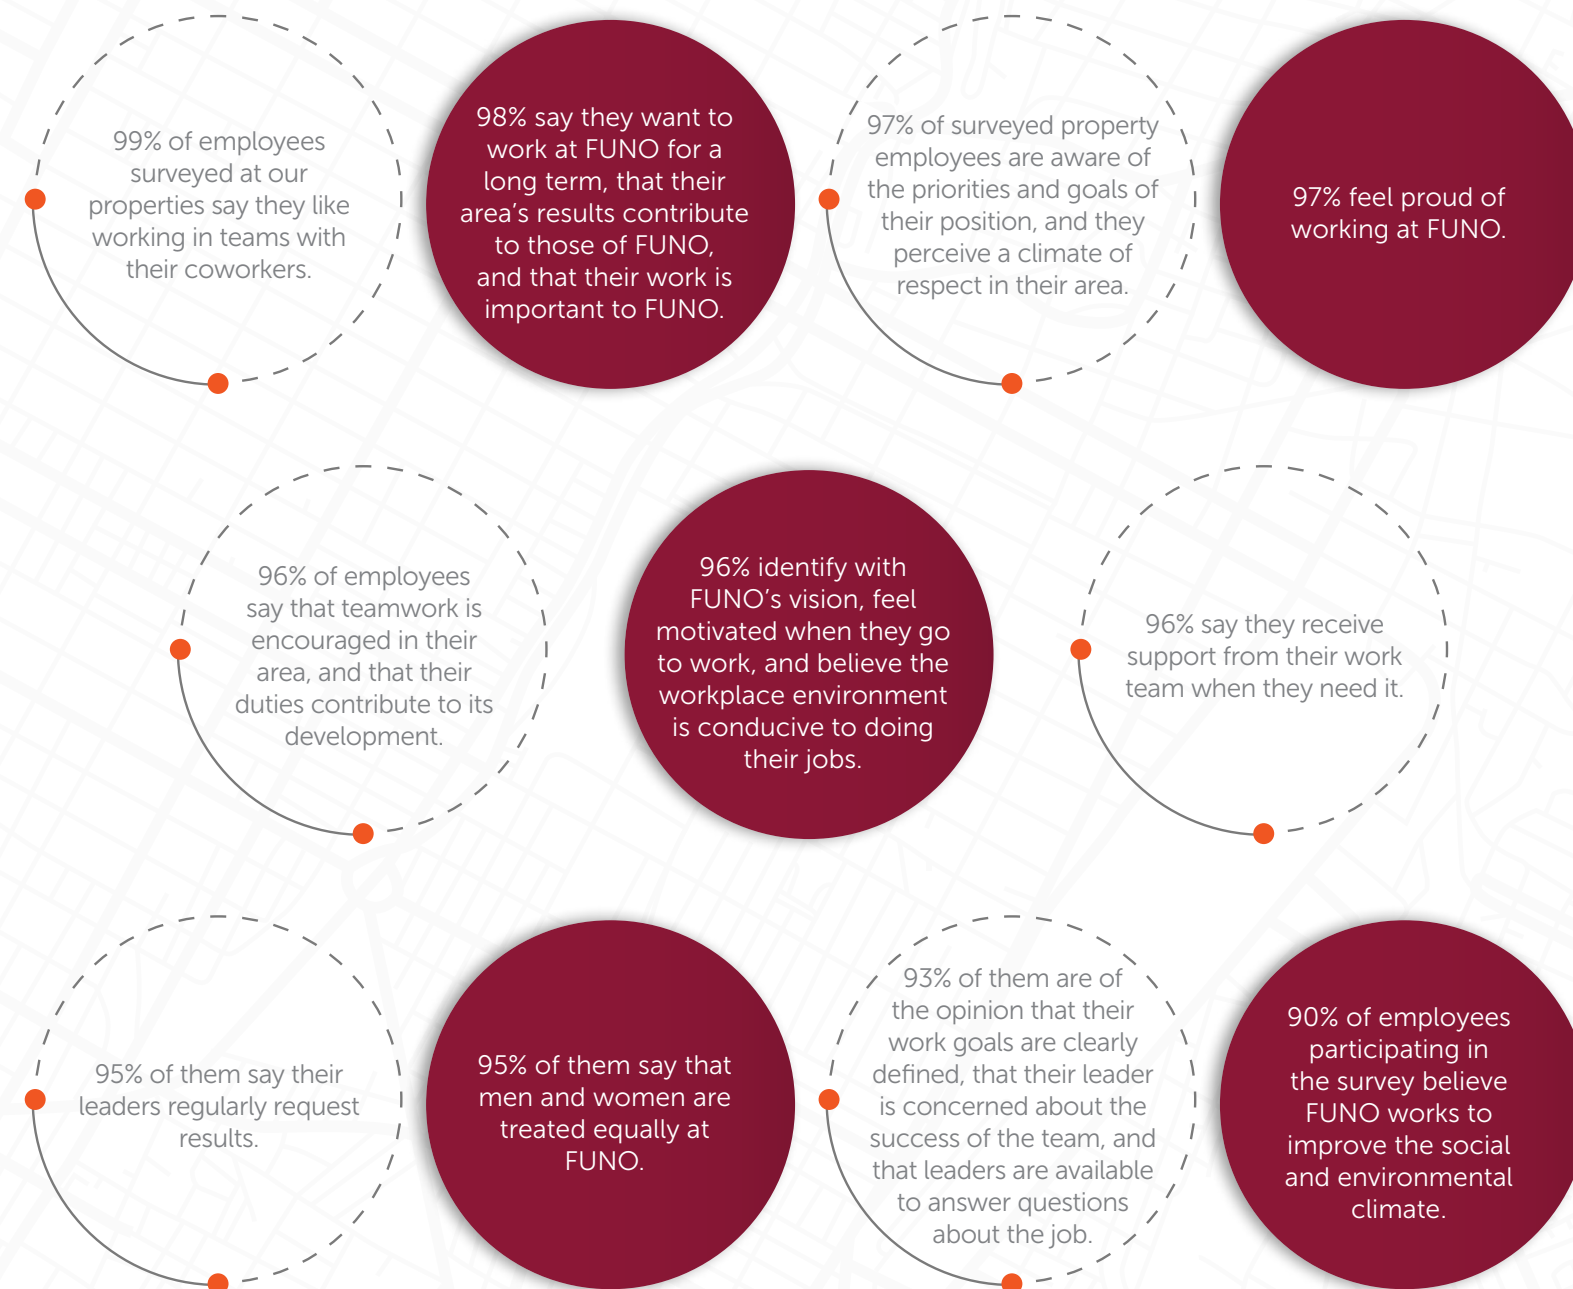 99% of employees
surveyed at our
properties say they like
working in teams with
their coworkers.
98% say they want to
work at FUNO for a
long term, that their
area’s results contribute
to those of FUNO,
and that their work is
important to FUNO.
97% of surveyed property
employees are aware of
the priorities and goals of
their position, and they
perceive a climate of
respect in their area.
97% feel proud of
working at FUNO.
96% of employees
say that teamwork is
encouraged in their
area, and that their
duties contribute to its
development.
96% identify with
FUNO’s vision, feel
motivated when they go
to work, and believe the
workplace environment
is conducive to doing
their jobs.
96% say they receive
support from their work
team when they need it.
95% of them say their
leaders regularly request
results.
95% of them say that
men and women are
treated equally at
FUNO.
93% of them are of
the opinion that their
work goals are clearly
defined, that their leader
is concerned about the
success of the team, and
that leaders are available
to answer questions
about the job.
90% of employees
participating in
the survey believe
FUNO works to
improve the social
and environmental
climate.